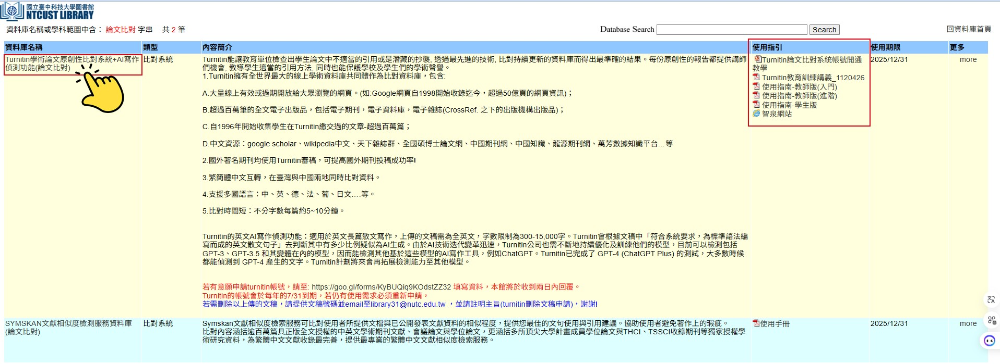 國立臺中科技大學圖書館
NTCUST LIBRARY
資料庫名稱或學科範圍中含： 論文比對 字串 共 2 筆
Database Search
Search
回資料庫首頁
資料庫名稱
類型
內容簡介
使用指引
使用期限
更多
Turnitin學術論文原創性比對系統+AI寫作
偵測功能(論文比對)
比對系統
Turnitin能讓教育單位檢查出學生論文中不適當的引用或是潛藏的抄襲, 透過最先進的技術, 比對持續更新的資料庫而得出最準確的結果。每份原創性的報告都提供講師
們機會, 教導學生適當的引用方法, 同時也能保護學校及學生們的學術聲譽。
1.Turnitin擁有全世界最大的線上學術資料庫共同體作為比對資料庫，包含:
A.大量線上有效或過期開放給大眾瀏覽的網頁。(如:Google網頁自1998開始收錄迄今，超過50億頁的網頁資訊)；
B.超過百萬筆的全文電子出版品，包括電子期刊，電子資料庫，電子雜誌(CrossRef. 之下的出版機構出版品)；
C.自1996年開始收集學生在Turnitin繳交過的文章-超過百萬篇；
D.中文資源：google scholar、wikipedia中文、天下雜誌群、全國碩博士論文網、中國期刊網、中國知識、龍源期刊網、萬芳數據知識平台…等
2.國外著名期刊均使用Turnitin審稿，可提高國外期刊投稿成功率!
3.繁簡體中文互轉，在臺灣與中國兩地同時比對資料。
4.支援多國語言：中、英、德、法、葡、日文….等。
5.比對時間短：不分字數每篇約5~10分鐘。
Turnitin的英文AI寫作偵測功能：適用於英文長篇散文寫作，上傳的文稿需為全英文，字數限制為300-15,000字。Turnitin會根據文稿中「符合系統要求，為標準語法編
寫而成的英文散文句子」去判斷其中有多少比例疑似為AI生成。由於AI技術迭代變革迅速，Turnitin公司也需不斷地持續優化及訓練他們的模型，目前可以檢測包括
GPT-3、GPT-3.5 和其變體在內的模型，因而能檢測其他基於這些模型的AI寫作工具，例如ChatGPT。Turnitin已完成了 GPT-4 (ChatGPT Plus) 的測試，大多數時候
都能偵測到 GPT-4 產生的文字。Turnitin計劃將來會再拓展檢測能力至其他模型。
若有意願申請turnitin帳號，請至: https://goo.gl/forms/KyBUQiq9KOdstZZ32 填寫資料，本館將於收到兩日內回覆。
Turnitin的帳號會於每年的7/31到期，若仍有使用需求必須重新申請，
若需刪除以上傳的文稿，請提供文稿號碼並email至library31@nutc.edu.tw ，並請註明主旨(turnitin刪除文稿申請)，謝謝!
Turnitin論文比對系統帳號開通
教學
Turnitin教育訓練講義_1120426
使用指南-教師版(入門)
使用指南-教師版(進階)
使用指南-學生版
智泉網站
2025/12/31
more
SYMSKAN文獻相似度檢測服務資料庫
(論文比對)
比對系統
Symskan文獻相似度檢索服務可比對使用者所提供文檔與已公開發表文獻資料的相似程度，提供您最佳的文句使用與引用建議。協助使用者避免著作上的瑕疵。
比對內容涵括逾百萬篇具正版全文授權的中英文學術期刊文獻、會議論文與學位論文，更涵括多所頂尖大學計畫成員學位論文與THCI、TSSCI收錄期刊等獨家授權學
術研究資料，為繁體中文文獻收錄最完善，提供最專業的繁體中文文獻相似度檢索服務。
使用手冊
2025/12/31
more